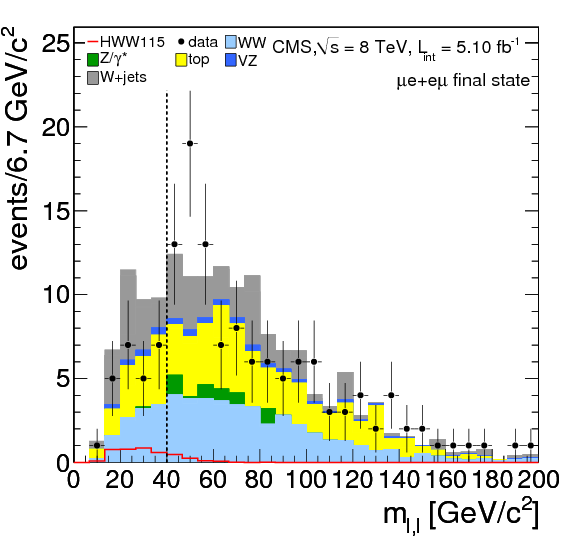 HWW115 data WW CMS,√s = 8 TeV, L_int = 5.10 fb⁻¹
Z/γ* top VZ
W+jets μe+eμ final state
events/6.7 GeV/c²
25
20
15
10
5
0
0 20 40 60 80 100 120 140 160 180 200
m_l,l [GeV/c²]